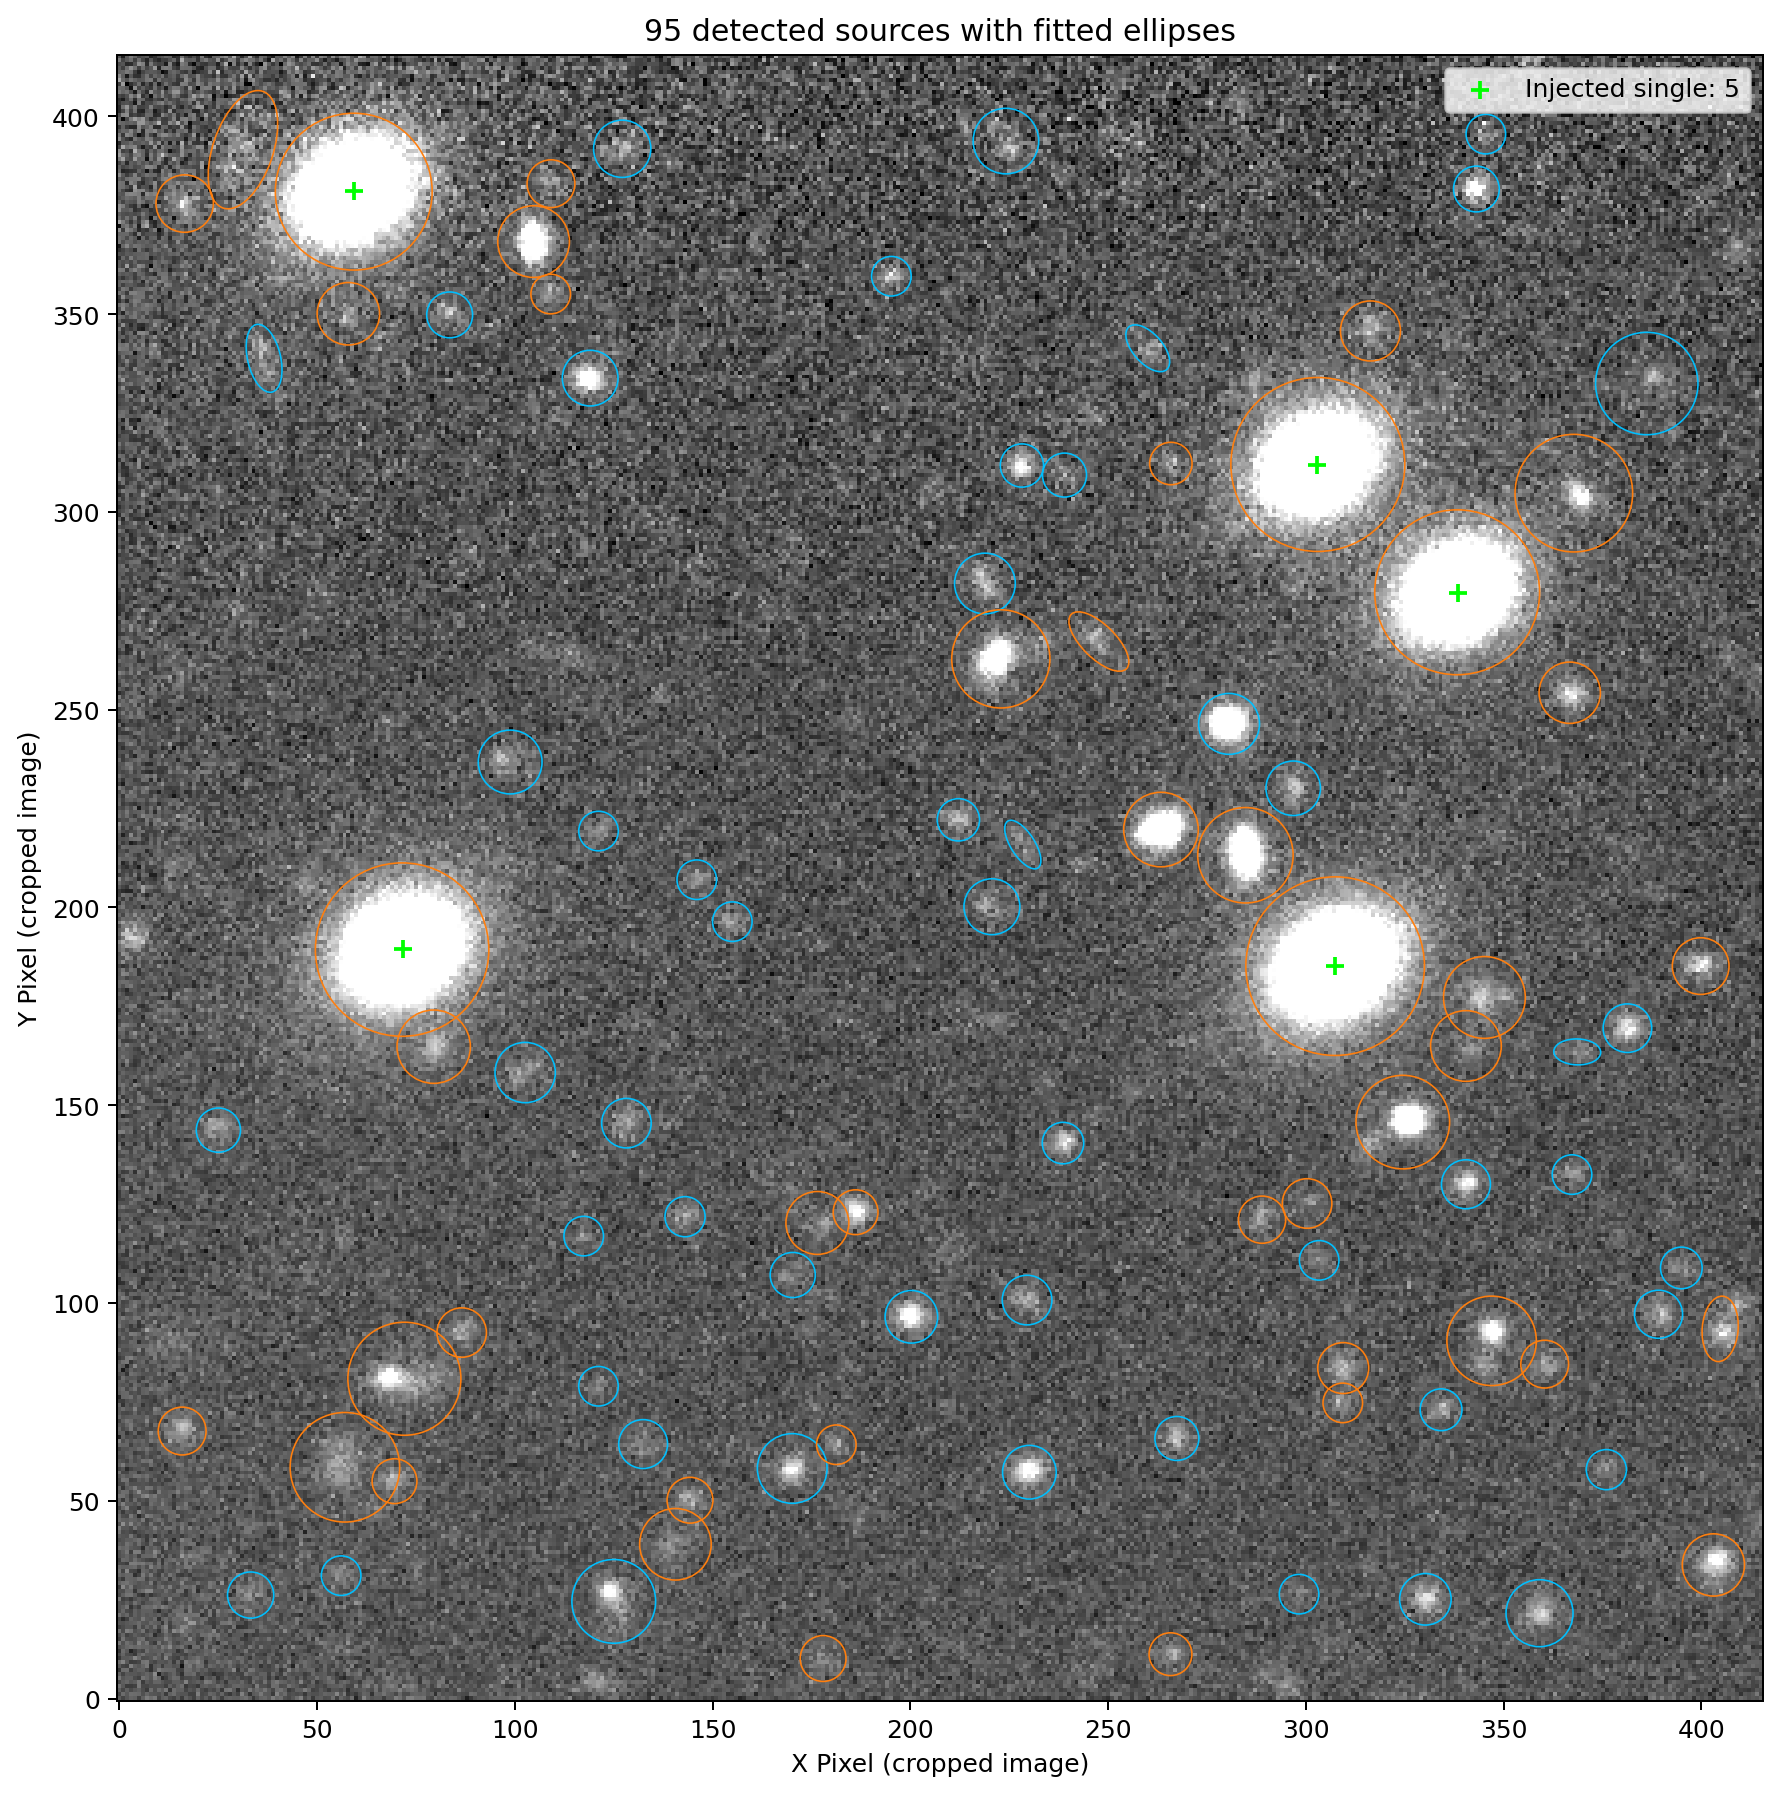 95 detected sources with fitted ellipses
Injected single: 5
400
350
300
250
200
150
100
50
0
Y Pixel (cropped image)
0 50 100 150 200 250 300 350 400
X Pixel (cropped image)